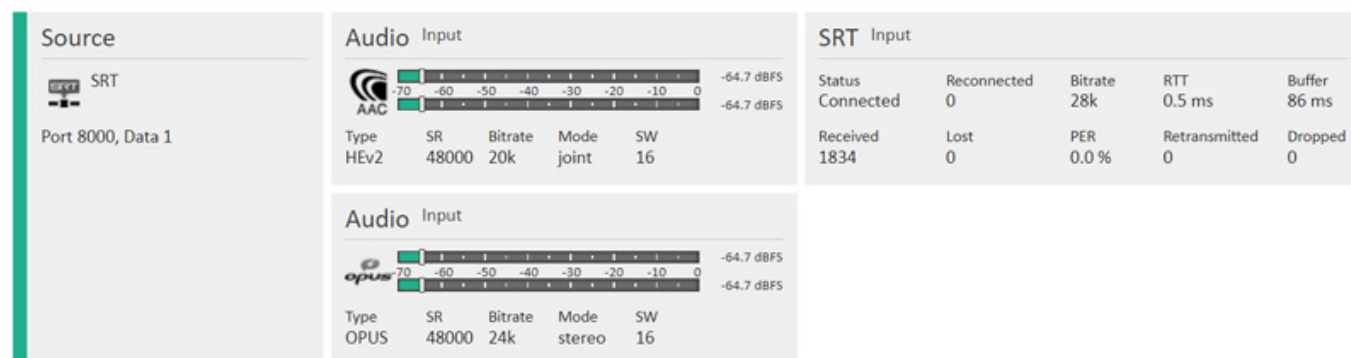 Source
SRT
SRT
Port 8000, Data 1
Audio Input
AAC
-70 -60 -50 -40 -30 -20 -10 0
-64.7 dBFS
-64.7 dBFS
Type SR Bitrate Mode SW
HEv2 48000 20k joint 16
Audio Input
opus
-70 -60 -50 -40 -30 -20 -10 0
-64.7 dBFS
-64.7 dBFS
Type SR Bitrate Mode SW
OPUS 48000 24k stereo 16
SRT Input
Status Reconnected Bitrate RTT Buffer
Connected 0 28k 0.5 ms 86 ms
Received Lost PER Retransmitted Dropped
1834 0 0.0 % 0 0